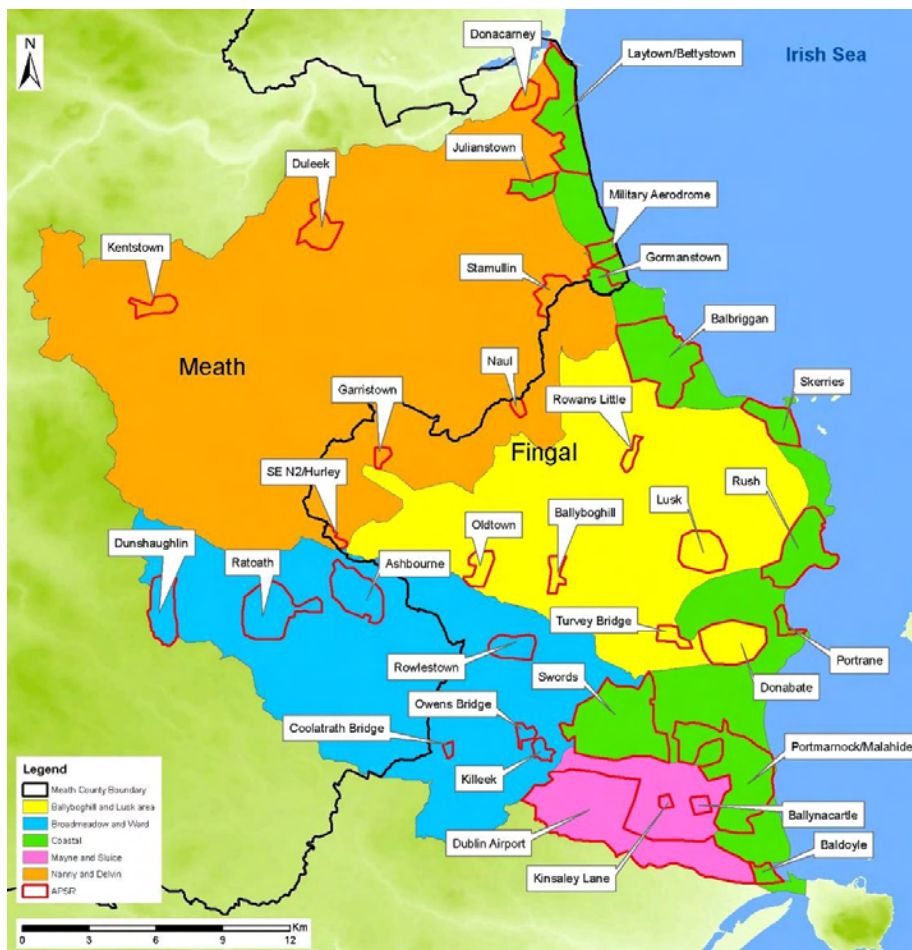 N
Irish Sea
Donacarney
Laytown/Bettystown
Julianstown
Duleek
Military Aerodrome
Kentstown
Gormanstown
Stamullin
Balbriggan
Meath
Naul
Skerries
Garristown
Rowans Little
Fingal
SE N2/Hurley
Rush
Lusk
Oldtown
Ballyboghill
Dunshaughlin
Ratoath
Ashbourne
Turvey Bridge
Portrane
Rowlestown
Swords
Donabate
Owens Bridge
Coolatrath Bridge
Portmarnock/Malahide
Killeek
Ballynacartle
Dublin Airport
Baldoyle
Kinsaley Lane
Legend
Meath County Boundary
Ballyboghill and Lusk area
Broadmeadow and Ward
Coastal
Mayne and Sluice
Nanny and Delvin
APSR
Km
0 3 6 9 12